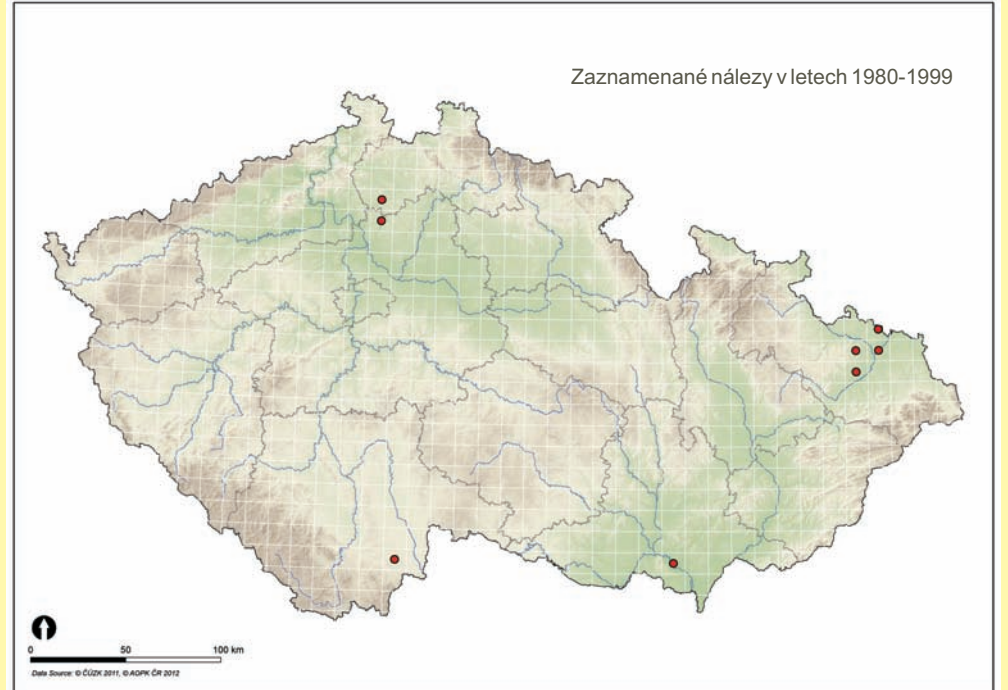 Zaznamenané nálezy v letech 1980-1999
0 50 100 km
Data Source: © ČÚZK 2011, © AOPK ČR 2012